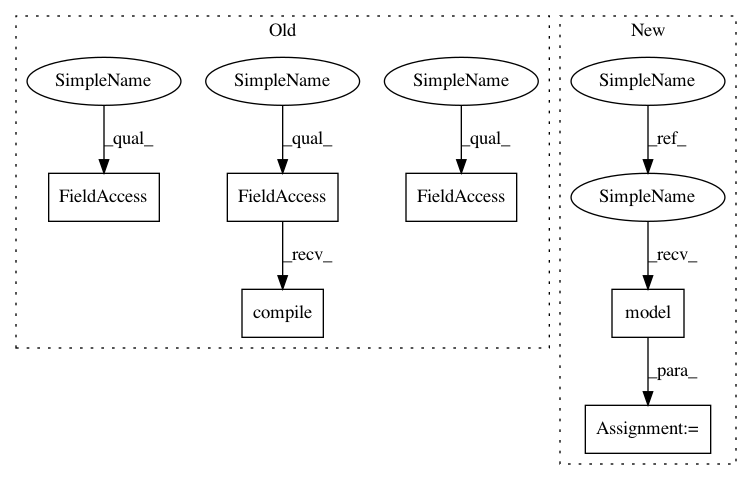 Old
New
SimpleName
SimpleName
SimpleName
SimpleName
_qual_
_qual_
_qual_
_ref_
FieldAccess
FieldAccess
FieldAccess
SimpleName
_recv_
_recv_
compile
model
_para_
Assignment:=